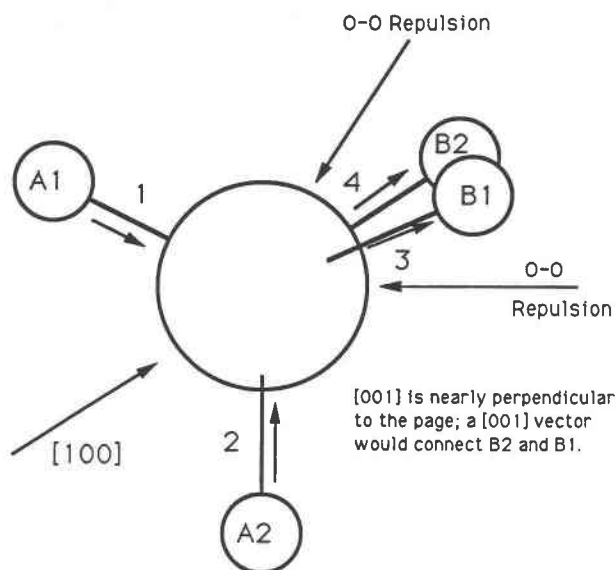 O-O Repulsion
A1
1
B2
4
B1
3
O-O
Repulsion
[100]
2
[001] is nearly perpendicular
to the page; a [001] vector
would connect B2 and B1.
A2